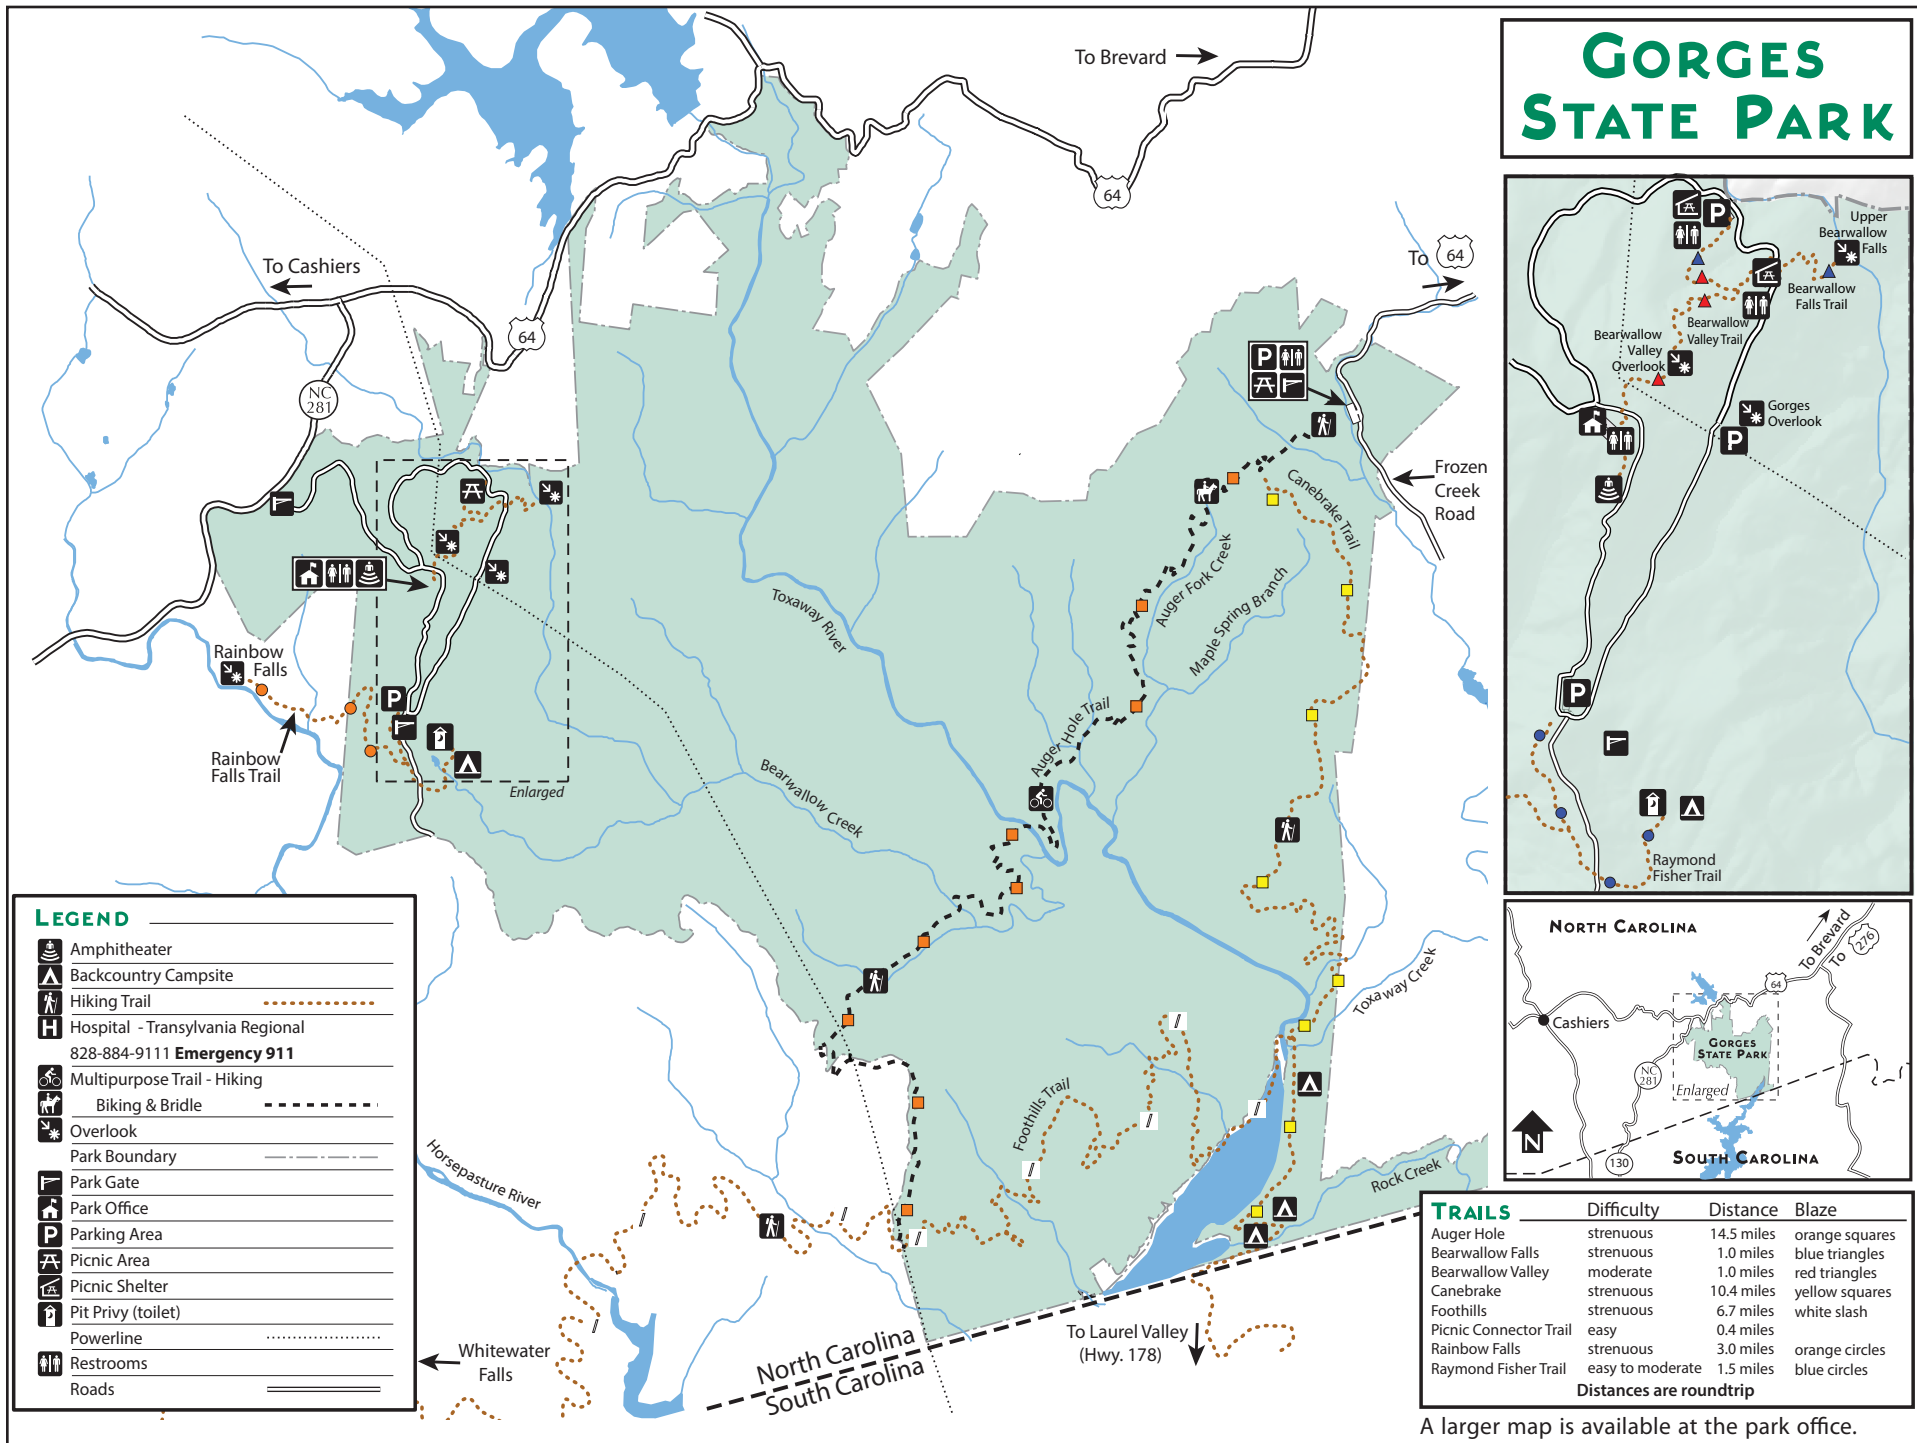 GORGES
STATE PARK
To Brevard
64
To 64
To Cashiers
64
NC
281
P
Frozen
Creek
Road
Canebrake Trail
Auger Fork Creek
Maple Spring Branch
Toxaway River
Auger Hole Trail
Rainbow
Falls
P
Rainbow
Falls Trail
Enlarged
Bearwallow Creek
Toxaway Creek
Foothills Trail
Rock Creek
Horsepasture River
Whitewater
Falls
To Laurel Valley
(Hwy. 178)
North Carolina
South Carolina
Upper
Bearwallow
Falls
P
Bearwallow
Falls Trail
Bearwallow
Valley Trail
Bearwallow
Valley
Overlook
Gorges
Overlook
P
P
Raymond
Fisher Trail
NORTH CAROLINA
To Brevard
To 276
64
Cashiers
GORGES
STATE PARK
NC
281
Enlarged
N
130
SOUTH CAROLINA
LEGEND
Amphitheater
Backcountry Campsite
Hiking Trail
H Hospital - Transylvania Regional
828-884-9111 Emergency 911
Multipurpose Trail - Hiking
Biking & Bridle
Overlook
Park Boundary
Park Gate
Park Office
P Parking Area
Picnic Area
Picnic Shelter
Pit Privy (toilet)
Powerline
Restrooms
Roads
TRAILS Difficulty Distance Blaze
Auger Hole strenuous 14.5 miles orange squares
Bearwallow Falls strenuous 1.0 miles blue triangles
Bearwallow Valley moderate 1.0 miles red triangles
Canebrake strenuous 10.4 miles yellow squares
Foothills strenuous 6.7 miles white slash
Picnic Connector Trail easy 0.4 miles
Rainbow Falls strenuous 3.0 miles orange circles
Raymond Fisher Trail easy to moderate 1.5 miles blue circles
Distances are roundtrip
A larger map is available at the park office.